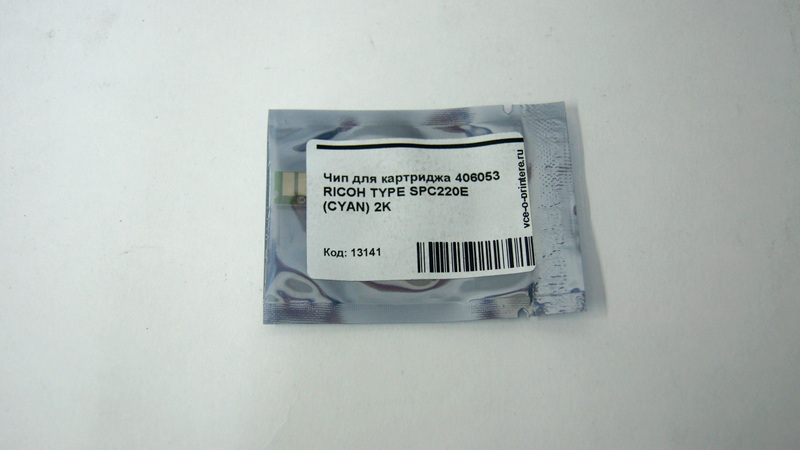 Чип для картриджа 406053
RICOH TYPE SPC220E
(CYAN) 2K
Код: 13141
vce-o-printere.ru